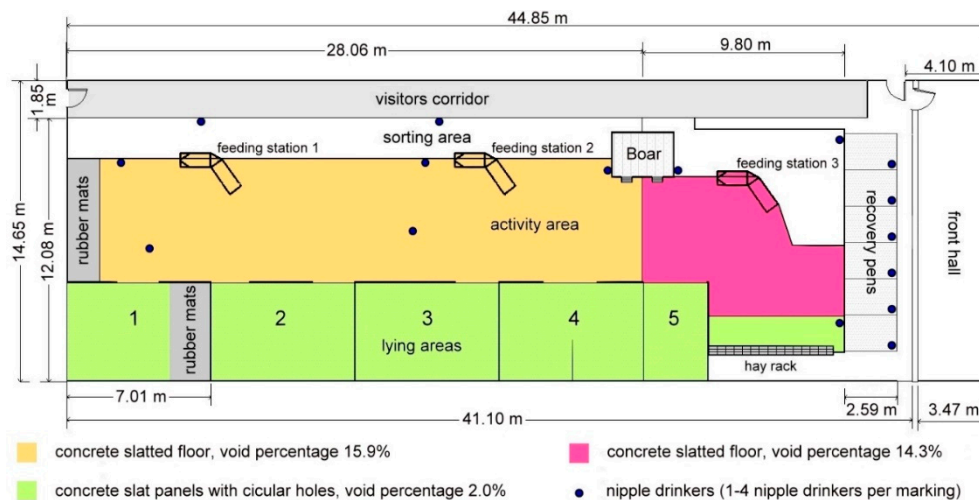 44.85 m
28.06 m
9.80 m
4.10 m
1.85 m
visitors corridor
sorting area
feeding station 1
feeding station 2
Boar
feeding station 3
14.65 m
12.08 m
rubber mats
activity area
recovery pens
front hall
1
rubber mats
2
3
4
5
lying areas
hay rack
7.01 m
41.10 m
2.59 m
3.47 m
concrete slatted floor, void percentage 15.9%
concrete slatted floor, void percentage 14.3%
concrete slat panels with cicular holes, void percentage 2.0%
nipple drinkers (1-4 nipple drinkers per marking)